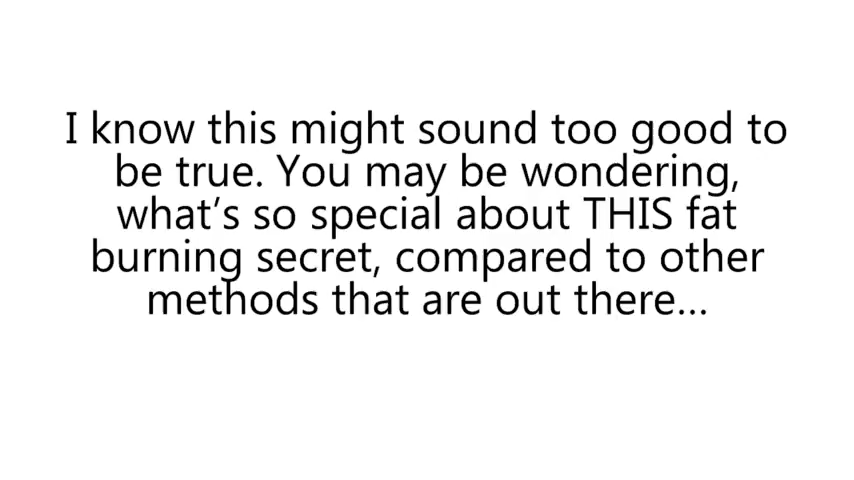 I know this might sound too good to
be true. You may be wondering,
what's so special about THIS fat
burning secret, compared to other
methods that are out there...